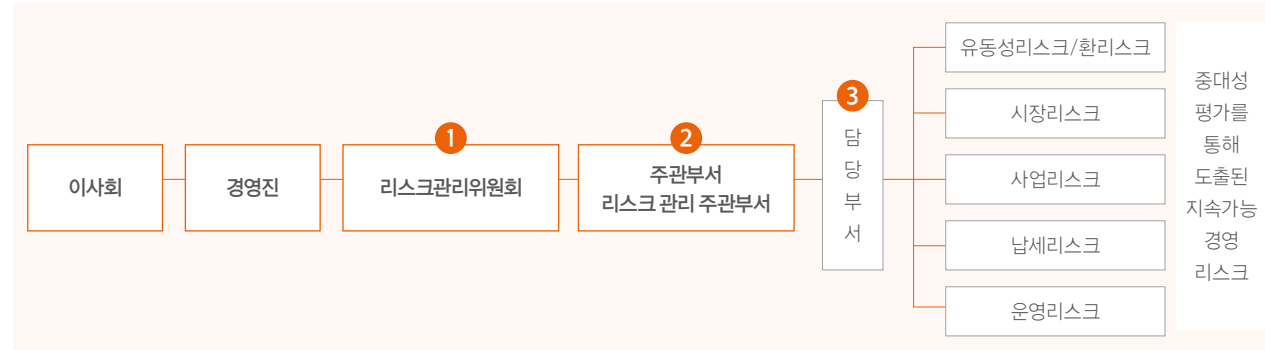 이사회
경영진
1
리스크관리위원회
2
주관부서
리스크 관리 주관부서
3
담
당
부
서
유동성리스크/환리스크
시장리스크
사업리스크
납세리스크
운영리스크
중대성
평가를
통해
도출된
지속가능
경영
리스크